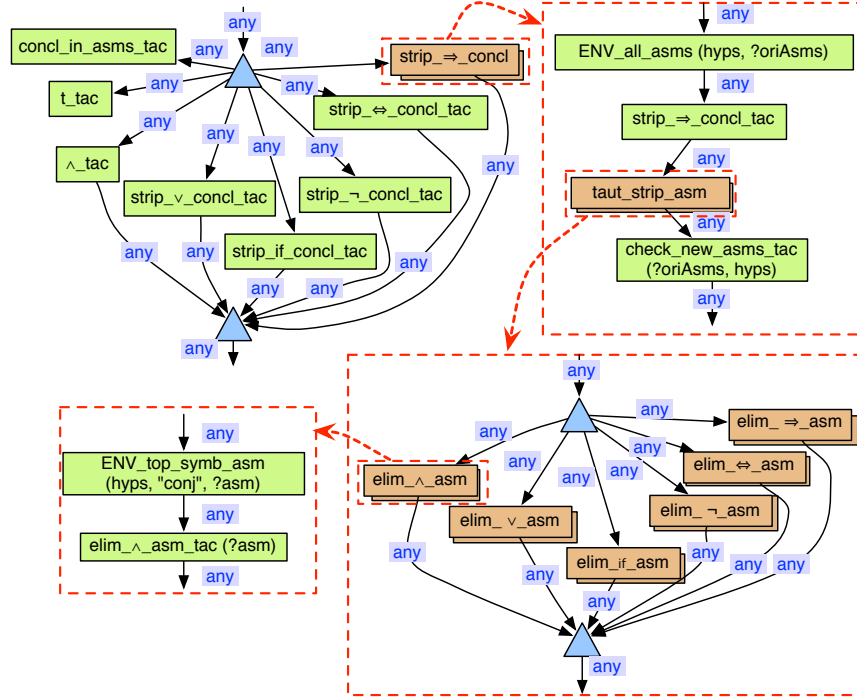 any
any
concl_in_asms_tac
any
any
strip_⇒_concl
t_tac
any
any
any
strip_⇔_concl_tac
any
∧_tac
any
any
any
any
strip_∨_concl_tac
strip_¬_concl_tac
strip_if_concl_tac
any
any
any
any
any
any
any
ENV_all_asms (hyps, ?oriAsms)
any
strip_⇒_concl_tac
any
taut_strip_asm
any
check_new_asms_tac
(?oriAsms, hyps)
any
any
ENV_top_symb_asm
(hyps, "conj", ?asm)
any
elim_∧_asm_tac (?asm)
any
any
any
elim_ ⇒_asm
any
any
any
any
any
elim_∧_asm
elim_⇔_asm
elim_ ∨_asm
elim_ ¬_asm
elim_if_asm
any
any
any
any
any
any
any